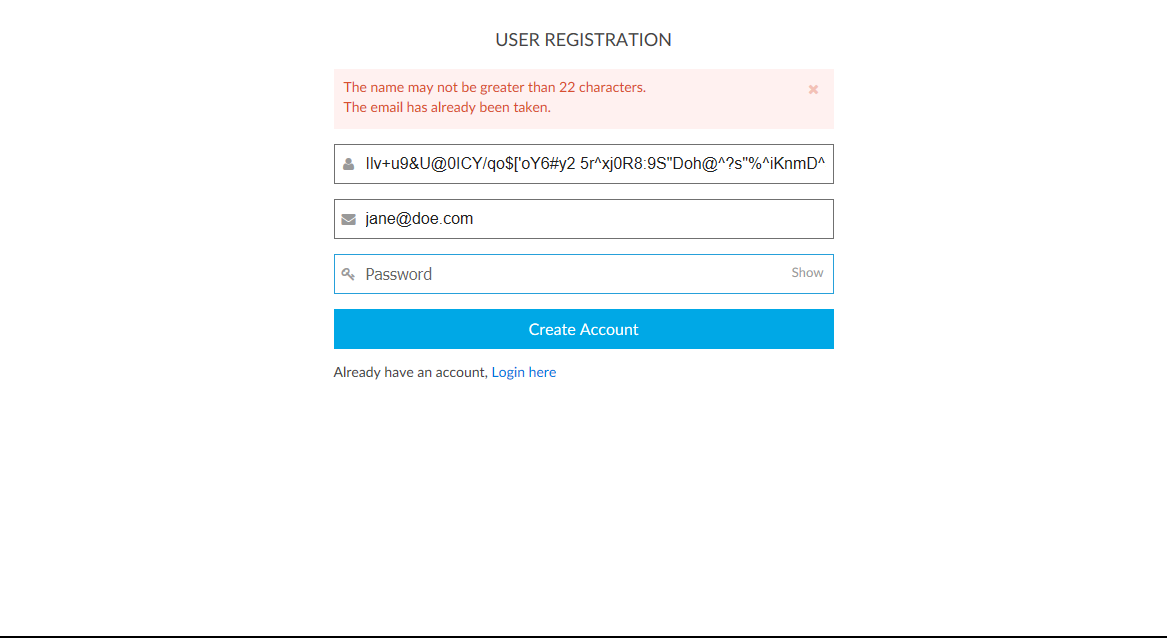 USER REGISTRATION
The name may not be greater than 22 characters.
The email has already been taken.
Ilv+u9&U@0ICY/qo$['oY6#y2 5r^xj0R8:9S"Doh@^?s"%^iKnmD^
jane@doe.com
Password Show
Create Account
Already have an account, Login here